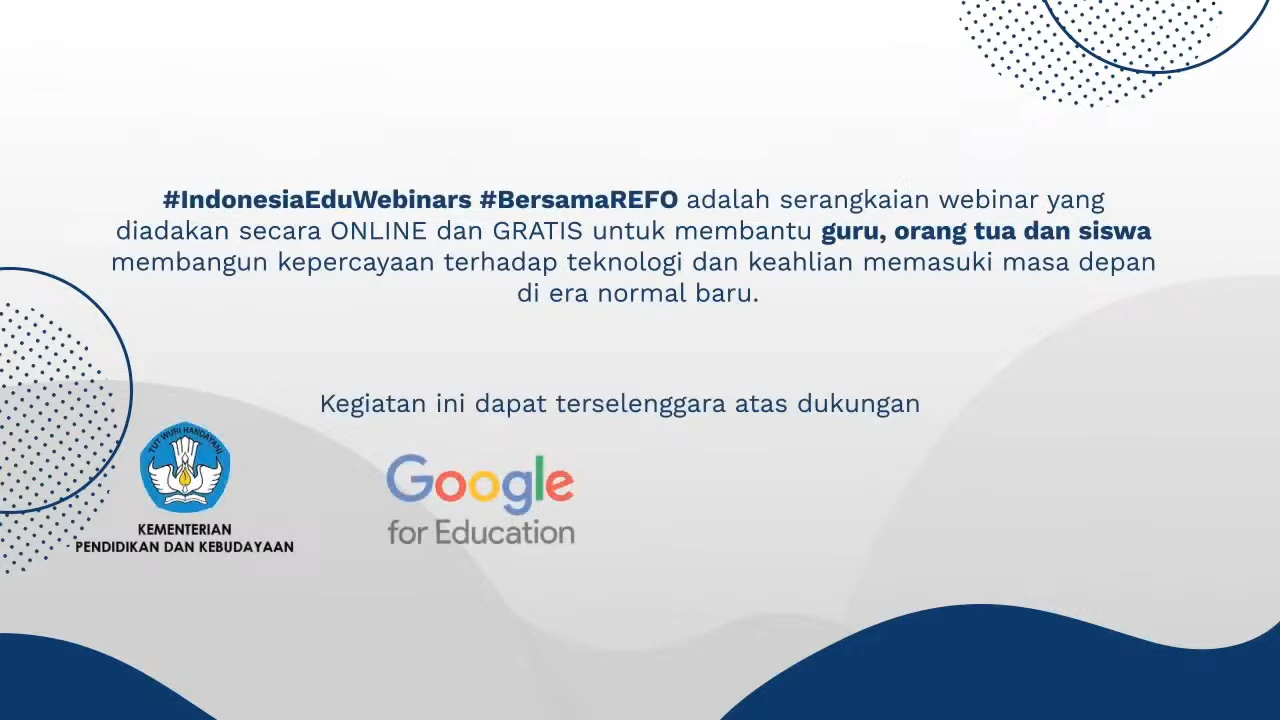 #IndonesiaEduWebinars #BersamaREFO adalah serangkaian webinar yang
diadakan secara ONLINE dan GRATIS untuk membantu guru, orang tua dan siswa
membangun kepercayaan terhadap teknologi dan keahlian memasuki masa depan
di era normal baru.
Kegiatan ini dapat terselenggara atas dukungan
TUT WURI HANDAYANI
KEMENTERIAN
PENDIDIKAN DAN KEBUDAYAAN
Google
for Education